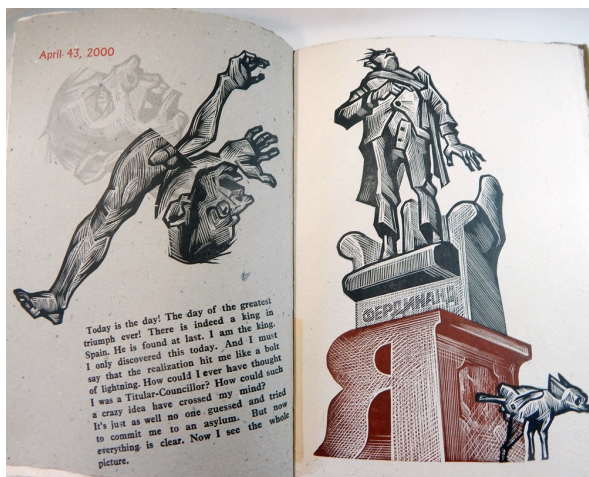 April 43, 2000
Today is the day! The day of the greatest
triumph ever! There is indeed a king in
Spain. He is found at last. I am the king.
I only discovered this today. And I must
say that the realization hit me like a bolt
of lightning. How could I ever have thought
I was a Titular-Councillor? How could such
a crazy idea have crossed my mind?
It's just as well no one guessed and tried
to commit me to an asylum. But now
everything is clear. Now I see the whole
picture.
ФЕРДИНАНД
Я